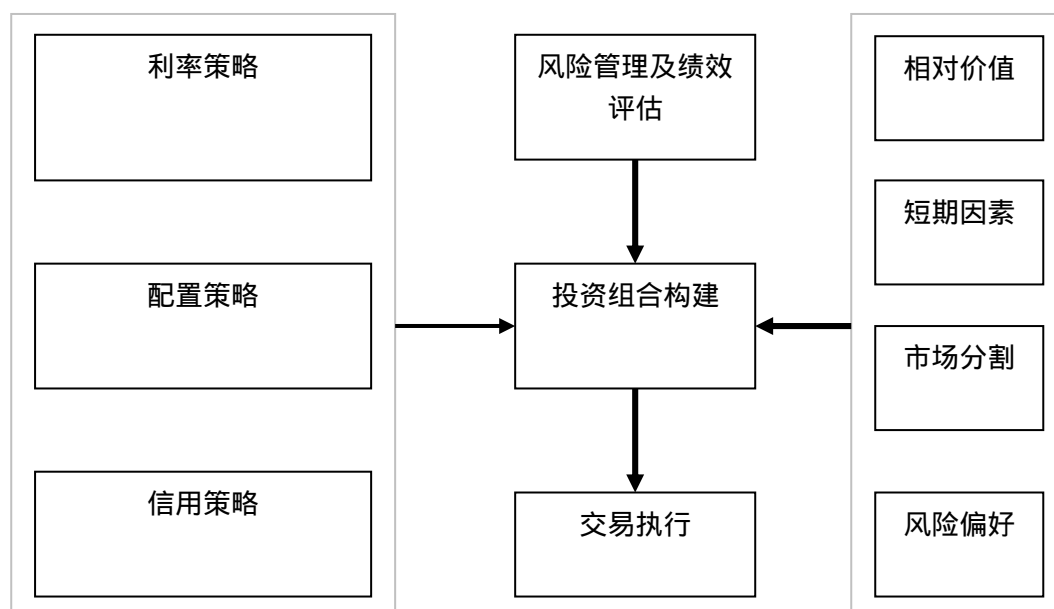 利率策略
配置策略
信用策略
风险管理及绩效
评估
投资组合构建
交易执行
相对价值
短期因素
市场分割
风险偏好